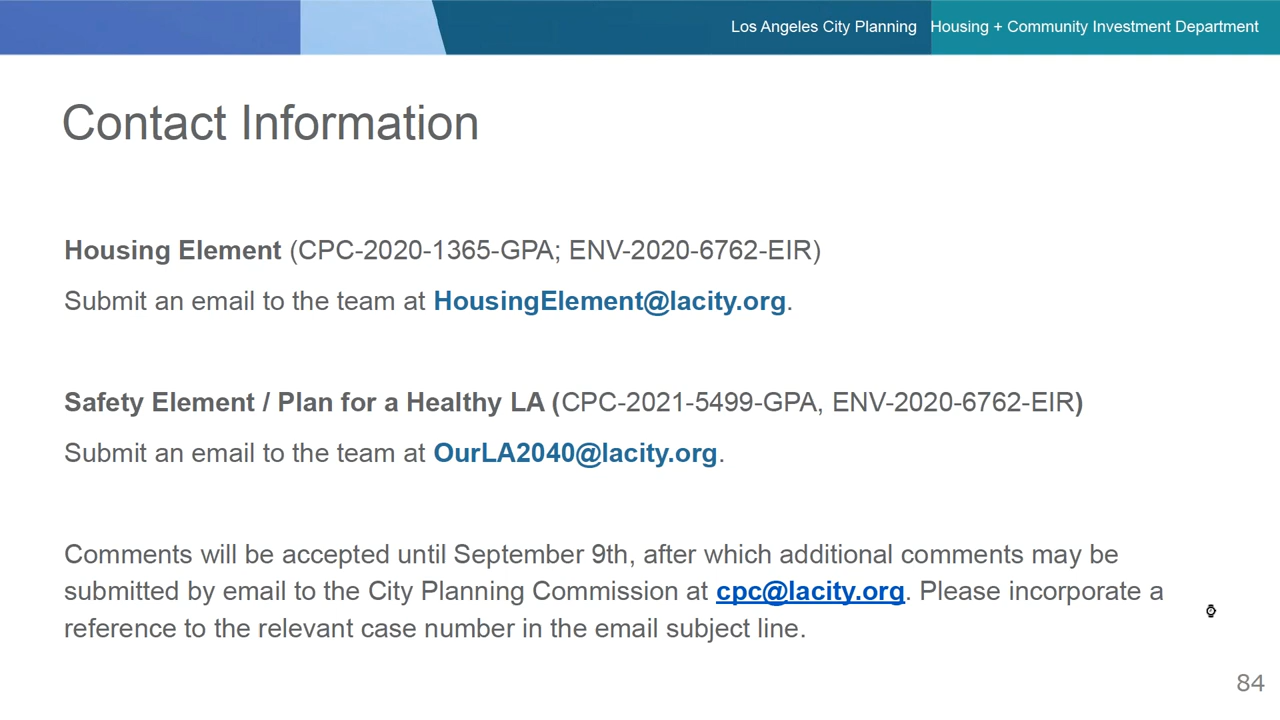 Los Angeles City Planning Housing + Community Investment Department
Contact Information
Housing Element (CPC-2020-1365-GPA; ENV-2020-6762-EIR)
Submit an email to the team at HousingElement@lacity.org.
Safety Element / Plan for a Healthy LA (CPC-2021-5499-GPA, ENV-2020-6762-EIR)
Submit an email to the team at OurLA2040@lacity.org.
Comments will be accepted until September 9th, after which additional comments may be
submitted by email to the City Planning Commission at cpc@lacity.org. Please incorporate a
reference to the relevant case number in the email subject line.
84